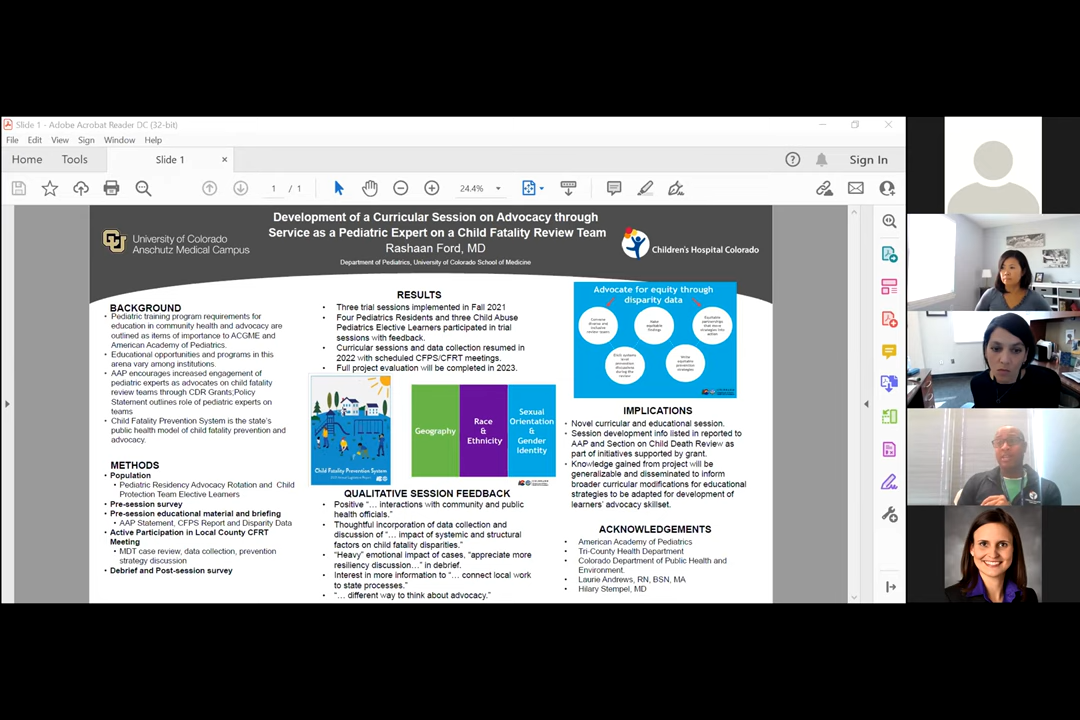 Slide 1 - Adobe Acrobat Reader DC (32-bit)
File Edit View Sign Window Help
Home Tools Slide 1 × Sign In
1 / 1 24.4%
Development of a Curricular Session on Advocacy through
Service as a Pediatric Expert on a Child Fatality Review Team
Rashaan Ford, MD
Department of Pediatrics, University of Colorado School of Medicine
University of Colorado
Anschutz Medical Campus
Children's Hospital Colorado
BACKGROUND
• Pediatric training program requirements for
education in community health and advocacy are
outlined as items of importance to ACGME and
American Academy of Pediatrics.
• Educational opportunities and programs in this
arena vary among institutions.
• AAP encourages increased engagement of
pediatric experts as advocates on child fatality
review teams through CDR Grants;Policy
Statement outlines role of pediatric experts on
teams
• Child Fatality Prevention System is the state's
public health model of child fatality prevention and
advocacy.
METHODS
• Population
• Pediatric Residency Advocacy Rotation and Child
Protection Team Elective Learners
• Pre-session survey
• Pre-session educational material and briefing
• AAP Statement, CFPS Report and Disparity Data
• Active Participation in Local County CFRT
Meeting
• MDT case review, data collection, prevention
strategy discussion
• Debrief and Post-session survey
RESULTS
• Three trial sessions implemented in Fall 2021
• Four Pediatrics Residents and three Child Abuse
Pediatrics Elective Learners participated in trial
sessions with feedback.
• Curricular sessions and data collection resumed in
2022 with scheduled CFPS/CFRT meetings.
• Full project evaluation will be completed in 2023.
Child Fatality Prevention System
Geography
Race
&
Ethnicity
Sexual
Orientation
&
Gender
Identity
QUALITATIVE SESSION FEEDBACK
• Positive "… interactions with community and public
health officials."
• Thoughtful incorporation of data collection and
discussion of "… impact of systemic and structural
factors on child fatality disparities."
• "Heavy" emotional impact of cases, "appreciate more
resiliency discussion…" in debrief.
• Interest in more information to "… connect local work
to state processes."
• "… different way to think about advocacy."
Advocate for equity through
disparity data
IMPLICATIONS
• Novel curricular and educational session.
• Session development info listed in reported to
AAP and Section on Child Death Review as
part of initiatives supported by grant.
• Knowledge gained from project will be
generalizable and disseminated to inform
broader curricular modifications for educational
strategies to be adapted for development of
learners' advocacy skillset.
ACKNOWLEDGEMENTS
• American Academy of Pediatrics
• Tri-County Health Department
• Colorado Department of Public Health and
Environment.
• Laurie Andrews, RN, BSN, MA
• Hilary Stempel, MD